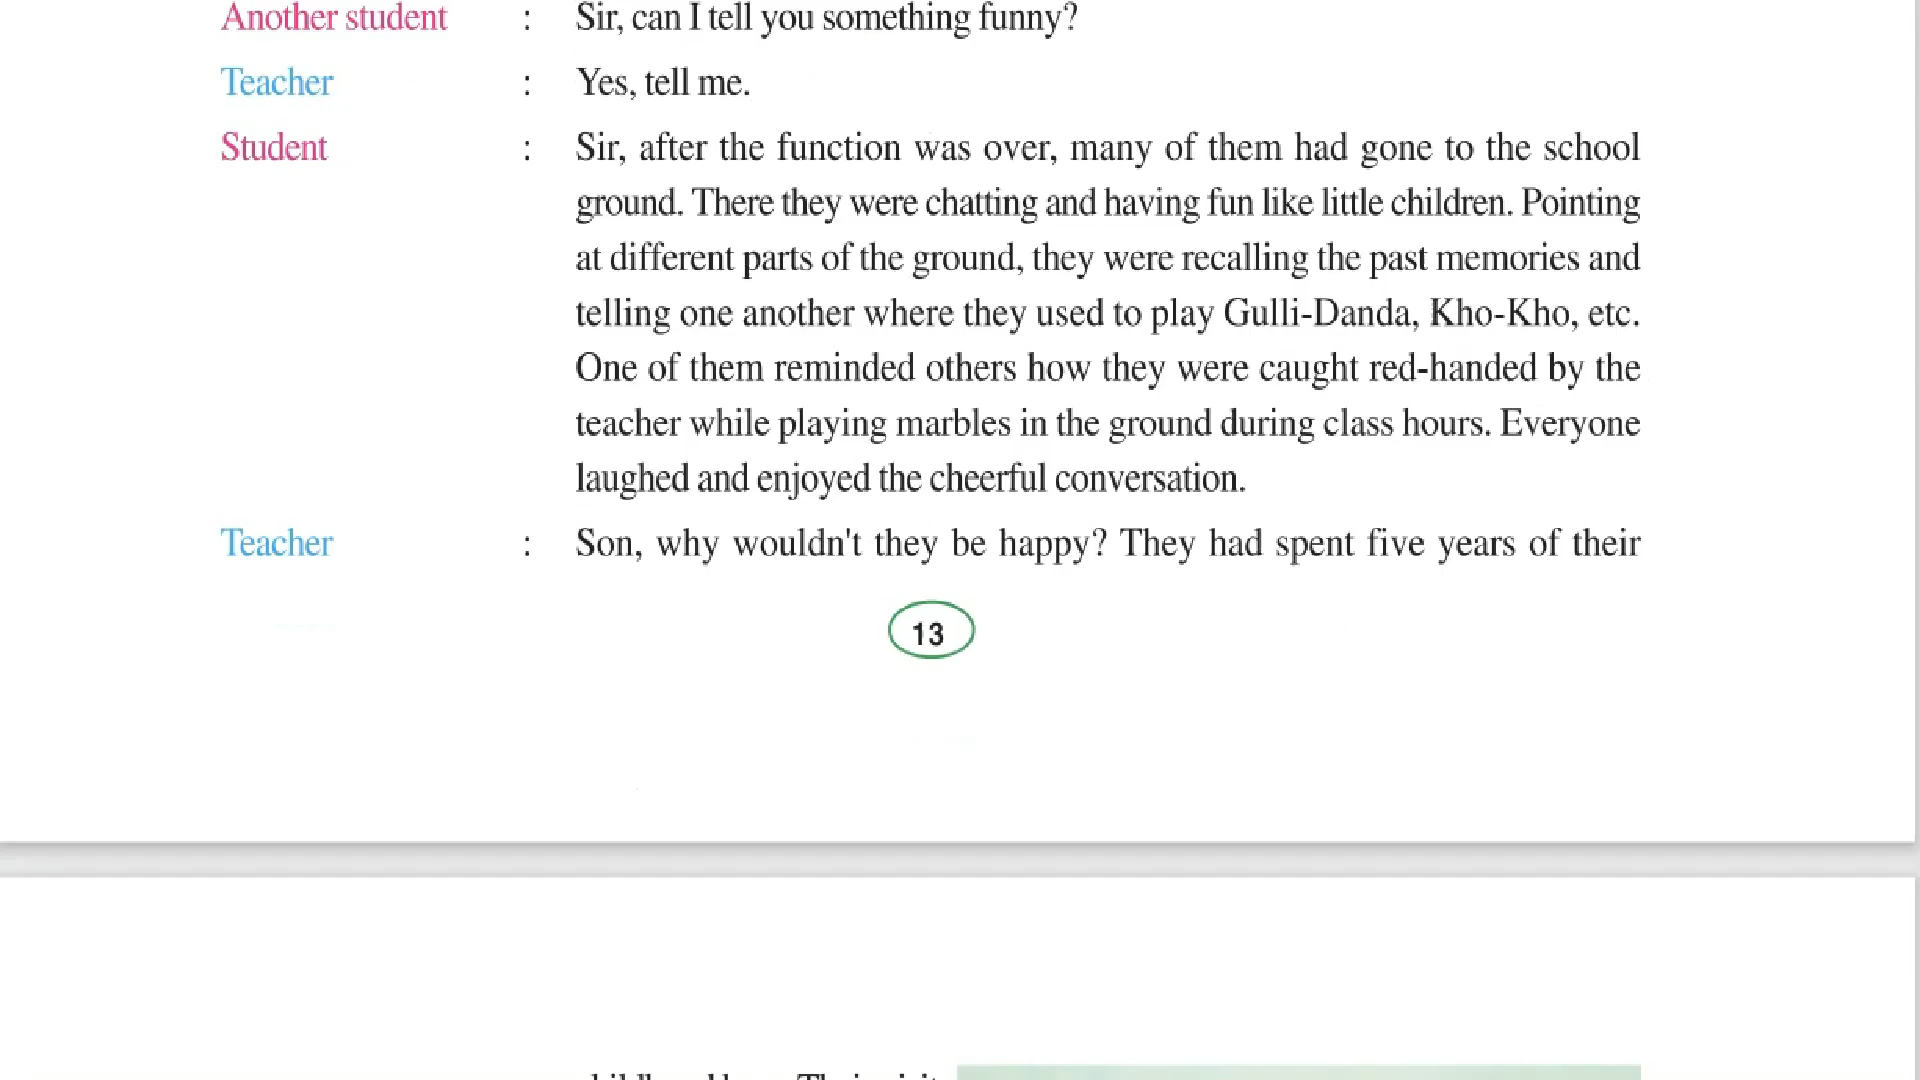 Another student : Sir, can I tell you something funny?
Teacher : Yes, tell me.
Student : Sir, after the function was over, many of them had gone to the school
ground. There they were chatting and having fun like little children. Pointing
at different parts of the ground, they were recalling the past memories and
telling one another where they used to play Gulli-Danda, Kho-Kho, etc.
One of them reminded others how they were caught red-handed by the
teacher while playing marbles in the ground during class hours. Everyone
laughed and enjoyed the cheerful conversation.
Teacher : Son, why wouldn't they be happy? They had spent five years of their
13